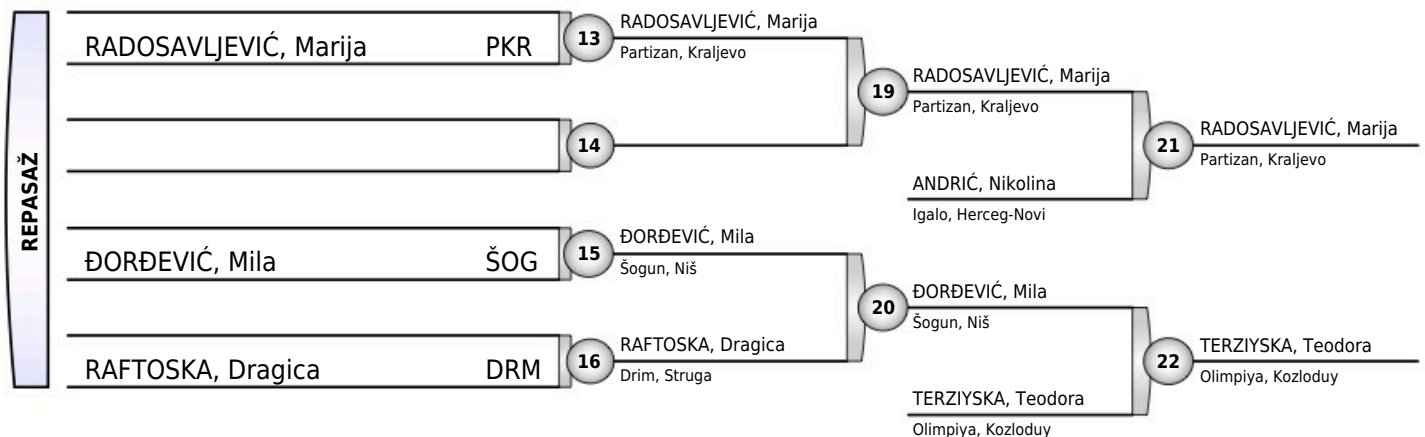 REPASAŽ
RADOSAVLJEVIĆ, Marija PKR
13
RADOSAVLJEVIĆ, Marija
Partizan, Kraljevo
14
19
RADOSAVLJEVIĆ, Marija
Partizan, Kraljevo
ANDRIĆ, Nikolina
Igalo, Herceg-Novi
21
RADOSAVLJEVIĆ, Marija
Partizan, Kraljevo
ĐORĐEVIĆ, Mila ŠOG
15
ĐORĐEVIĆ, Mila
Šogun, Niš
RAFTOSKA, Dragica DRM
16
RAFTOSKA, Dragica
Drim, Struga
20
ĐORĐEVIĆ, Mila
Šogun, Niš
TERZIYSKA, Teodora
Olimpiya, Kozloduy
22
TERZIYSKA, Teodora
Olimpiya, Kozloduy